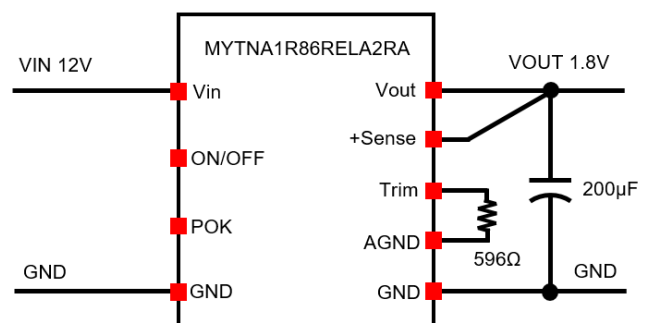 MYTNA1R86RELA2RA
VIN 12V
VOUT 1.8V
Vin
Vout
+Sense
ON/OFF
Trim
200µF
POK
AGND
596Ω
GND
GND
GND
GND